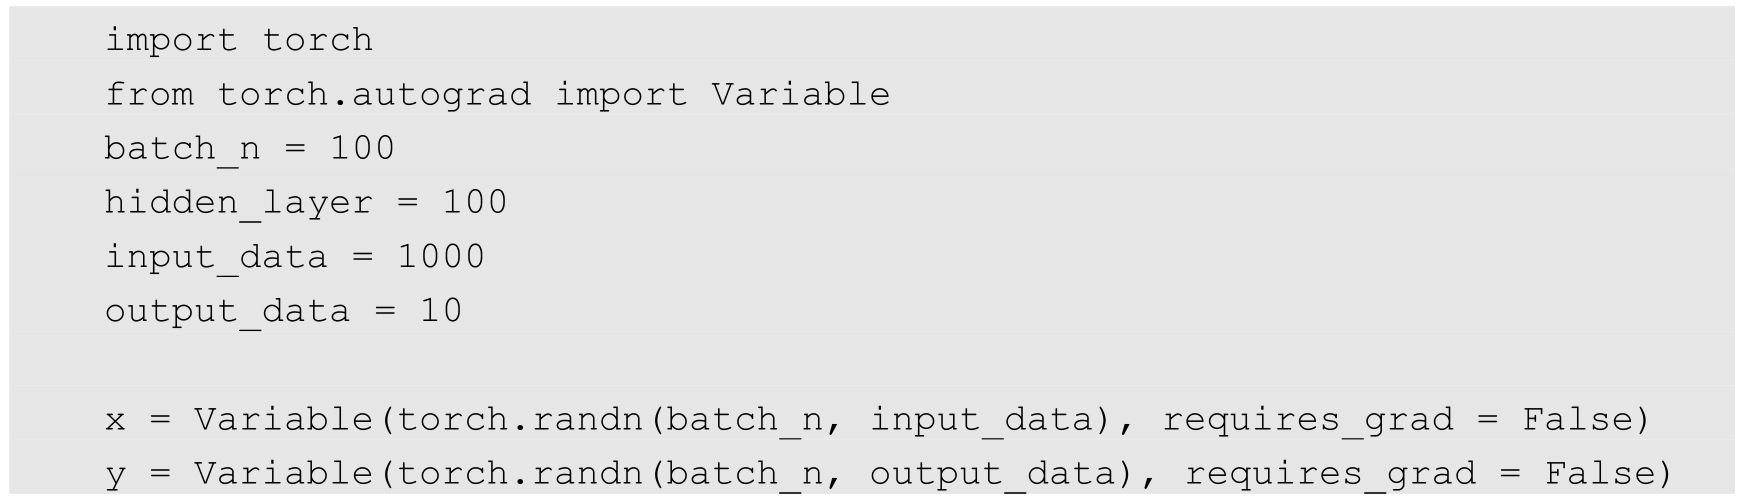 import torch
from torch.autograd import Variable
batch_n = 100
hidden_layer = 100
input_data = 1000
output_data = 10
x = Variable(torch.randn(batch_n, input_data), requires_grad = False)
y = Variable(torch.randn(batch_n, output_data), requires_grad = False)